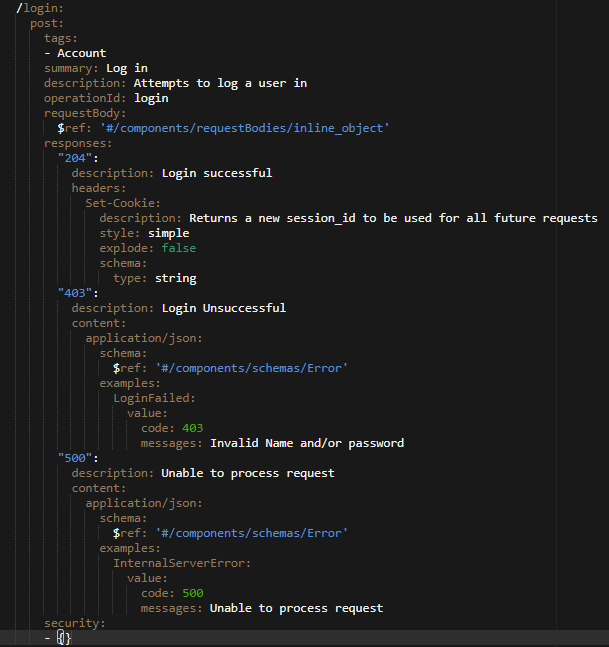 /login:
post:
tags:
- Account
summary: Log in
description: Attempts to log a user in
operationId: login
requestBody:
$ref: '#/components/requestBodies/inline_object'
responses:
"204":
description: Login successful
headers:
Set-Cookie:
description: Returns a new session_id to be used for all future requests
style: simple
explode: false
schema:
type: string
"403":
description: Login Unsuccessful
content:
application/json:
schema:
$ref: '#/components/schemas/Error'
examples:
LoginFailed:
value:
code: 403
messages: Invalid Name and/or password
"500":
description: Unable to process request
content:
application/json:
schema:
$ref: '#/components/schemas/Error'
examples:
InternalServerError:
value:
code: 500
messages: Unable to process request
security:
- {}